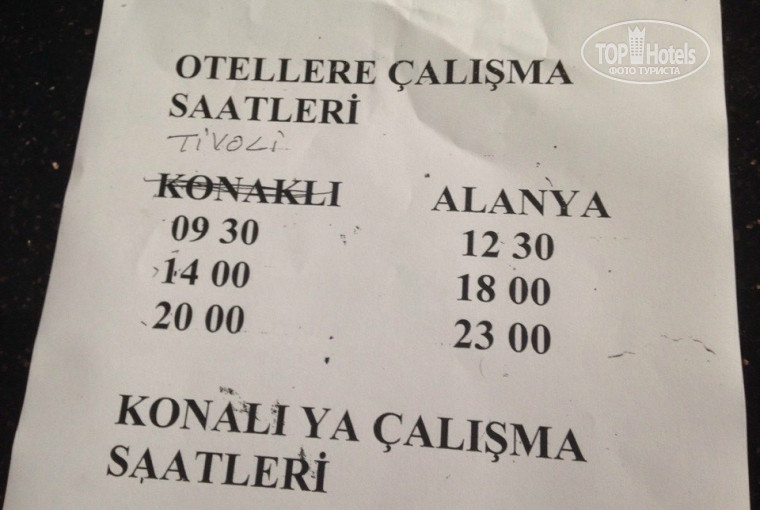 TOP Hotels
ФОТО ТУРИСТА
OTELLERE ÇALIŞMA
SAATLERİ
TİVOLİ
KONAKLI ALANYA
09 30 12 30
14 00 18 00
20 00 23 00
KONALI YA ÇALIŞMA
SAATLERİ